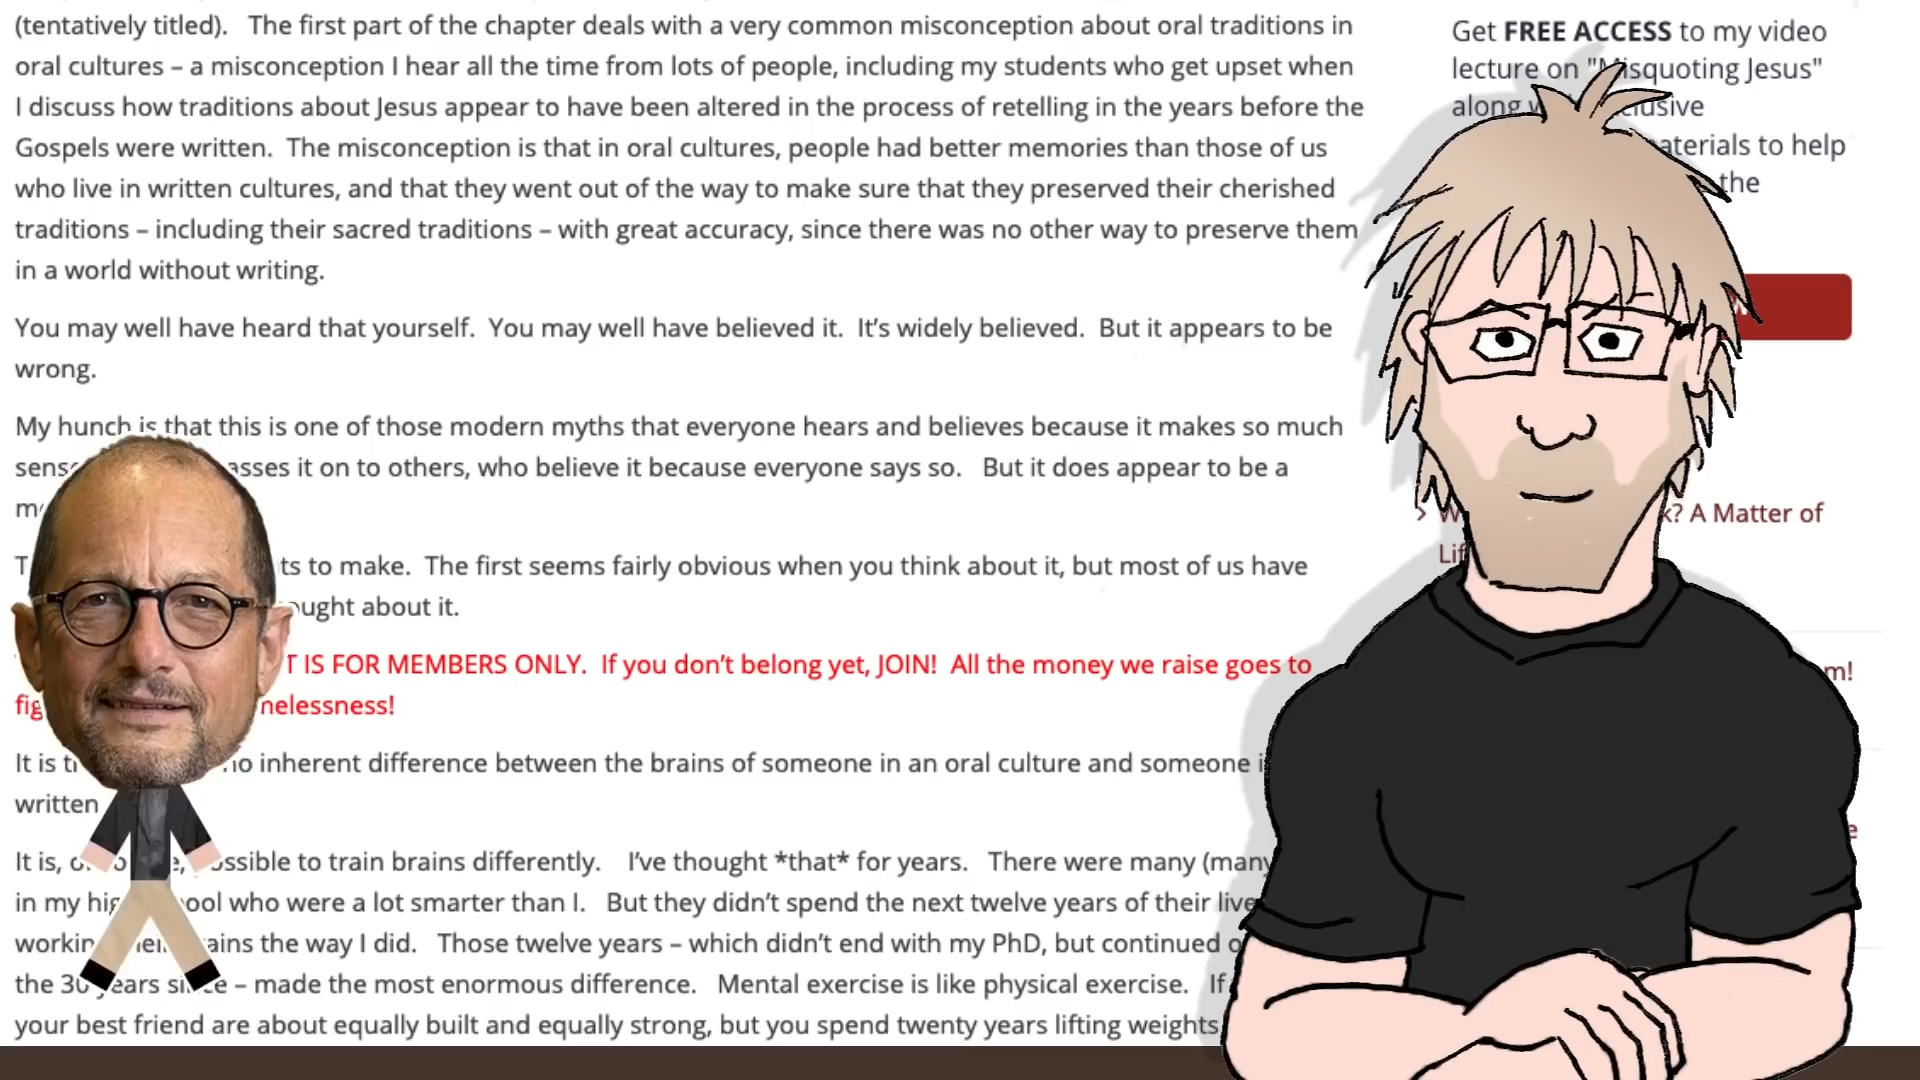 (tentatively titled).   The first part of the chapter deals with a very common misconception about oral traditions in
oral cultures – a misconception I hear all the time from lots of people, including my students who get upset when
I discuss how traditions about Jesus appear to have been altered in the process of retelling in the years before the
Gospels were written.  The misconception is that in oral cultures, people had better memories than those of us
who live in written cultures, and that they went out of the way to make sure that they preserved their cherished
traditions – including their sacred traditions – with great accuracy, since there was no other way to preserve them
in a world without writing.
You may well have heard that yourself.  You may well have believed it.  It's widely believed.  But it appears to be
wrong.
My hunch is that this is one of those modern myths that everyone hears and believes because it makes so much
it on to others, who believe it because everyone says so.   But it does appear to be a
to make.  The first seems fairly obvious when you think about it, but most of us have
about it.
IS FOR MEMBERS ONLY.  If you don't belong yet, JOIN!  All the money we raise goes to
It is no inherent difference between the brains of someone in an oral culture and someone
written
It is, possible to train brains differently.    I've thought *that* for years.   There were many (many
in my who were a lot smarter than I.   But they didn't spend the next twelve years of their
the way I did.   Those twelve years – which didn't end with my PhD, but continued
the 30 years since – made the most enormous difference.   Mental exercise is like physical exercise.   If
your best friend are about equally built and equally strong, but you spend twenty years lifting weights
Get FREE ACCESS to my video
lecture on "Misquoting Jesus"
along
materials to help
the
A Matter of